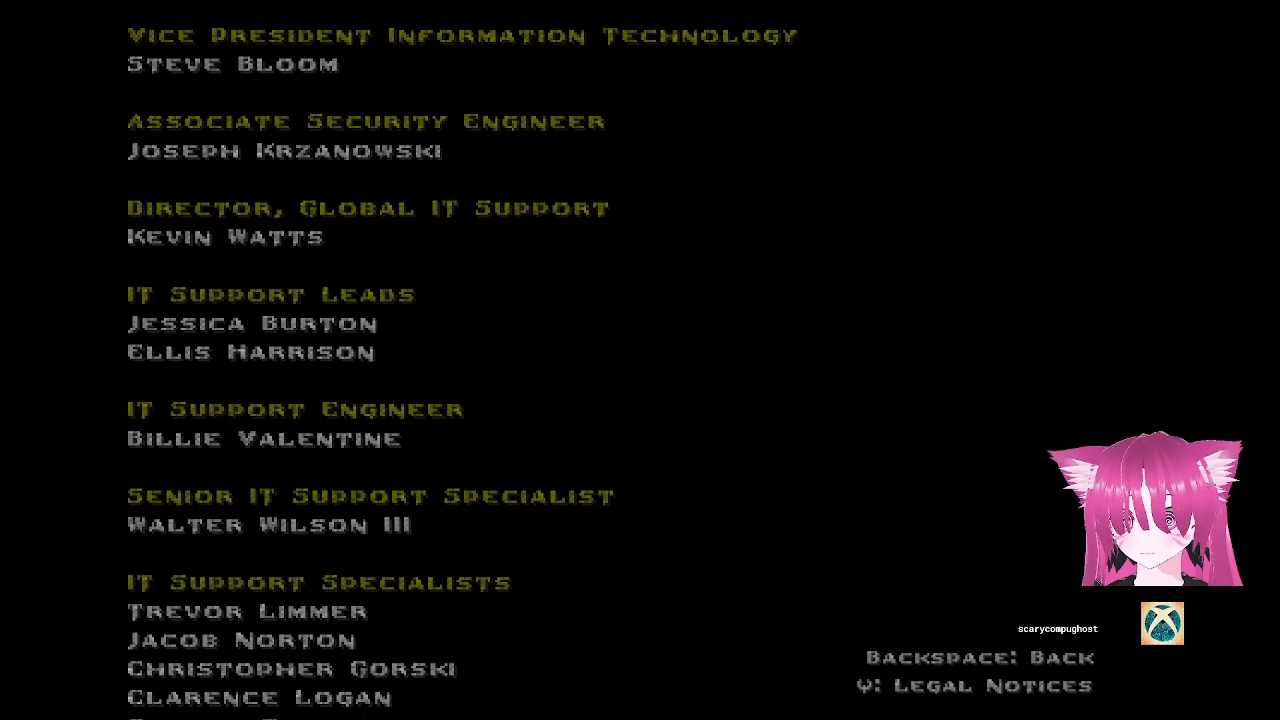 Vice President Information Technology
Steve Bloom
Associate Security Engineer
Joseph Krzanowski
Director, Global IT Support
Kevin Watts
IT Support Leads
Jessica Burton
Ellis Harrison
IT Support Engineer
Billie Valentine
Senior IT Support Specialist
Walter Wilson III
IT Support Specialists
Trevor Limmer
Jacob Norton
Christopher Gorski
Clarence Logan
scarycompughost
Backspace: Back
Y: Legal Notices